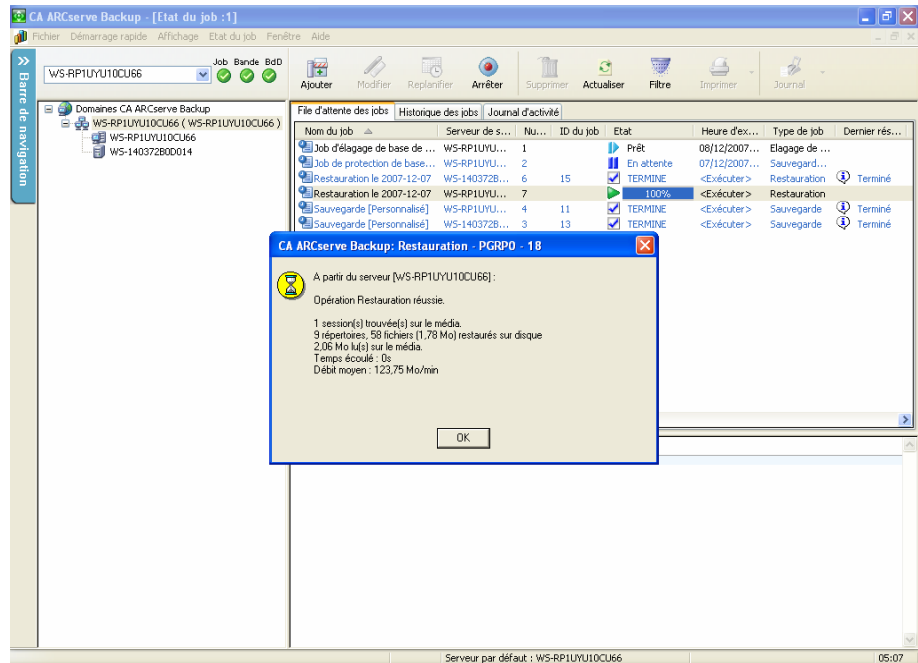 CA ARCserve Backup - [Etat du job :1]
Fichier Démarrage rapide Affichage Etat du job Fenêtre Aide
Barre de navigation
WS-RP1UYU10CU66
Job Bande BdD
Ajouter Modifier Replanifier Arrêter Supprimer Actualiser Filtre Imprimer Journal
Domaines CA ARCserve Backup
WS-RP1UYU10CU66 ( WS-RP1UYU10CU66 )
WS-RP1UYU10CU66
WS-140372B0D014
File d'attente des jobs Historique des jobs Journal d'activité
Nom du job Serveur de s... Nu... ID du job Etat Heure d'ex... Type de job Dernier rés...
Job d'élagage de base de ... WS-RP1UYU... 1 Prêt 08/12/2007... Elagage de ...
Job de protection de base... WS-RP1UYU... 2 En attente 07/12/2007... Sauvegard...
Restauration le 2007-12-07 WS-140372B... 6 15 TERMINE <Exécuter> Restauration Terminé
Restauration le 2007-12-07 WS-RP1UYU... 7 100% <Exécuter> Restauration
Sauvegarde [Personnalisé] WS-RP1UYU... 4 11 TERMINE <Exécuter> Sauvegarde Terminé
Sauvegarde [Personnalisé] WS-140372B... 3 13 TERMINE <Exécuter> Sauvegarde Terminé
CA ARCserve Backup: Restauration - PGRP0 - 18
A partir du serveur [WS-RP1UYU10CU66] :
Opération Restauration réussie.
1 session(s) trouvée(s) sur le média.
9 répertoires, 58 fichiers (1,78 Mo) restaurés sur disque
2,06 Mo lu(s) sur le média.
Temps écoulé : 0s
Débit moyen : 123,75 Mo/min
OK
Serveur par défaut : WS-RP1UYU10CU66
05:07